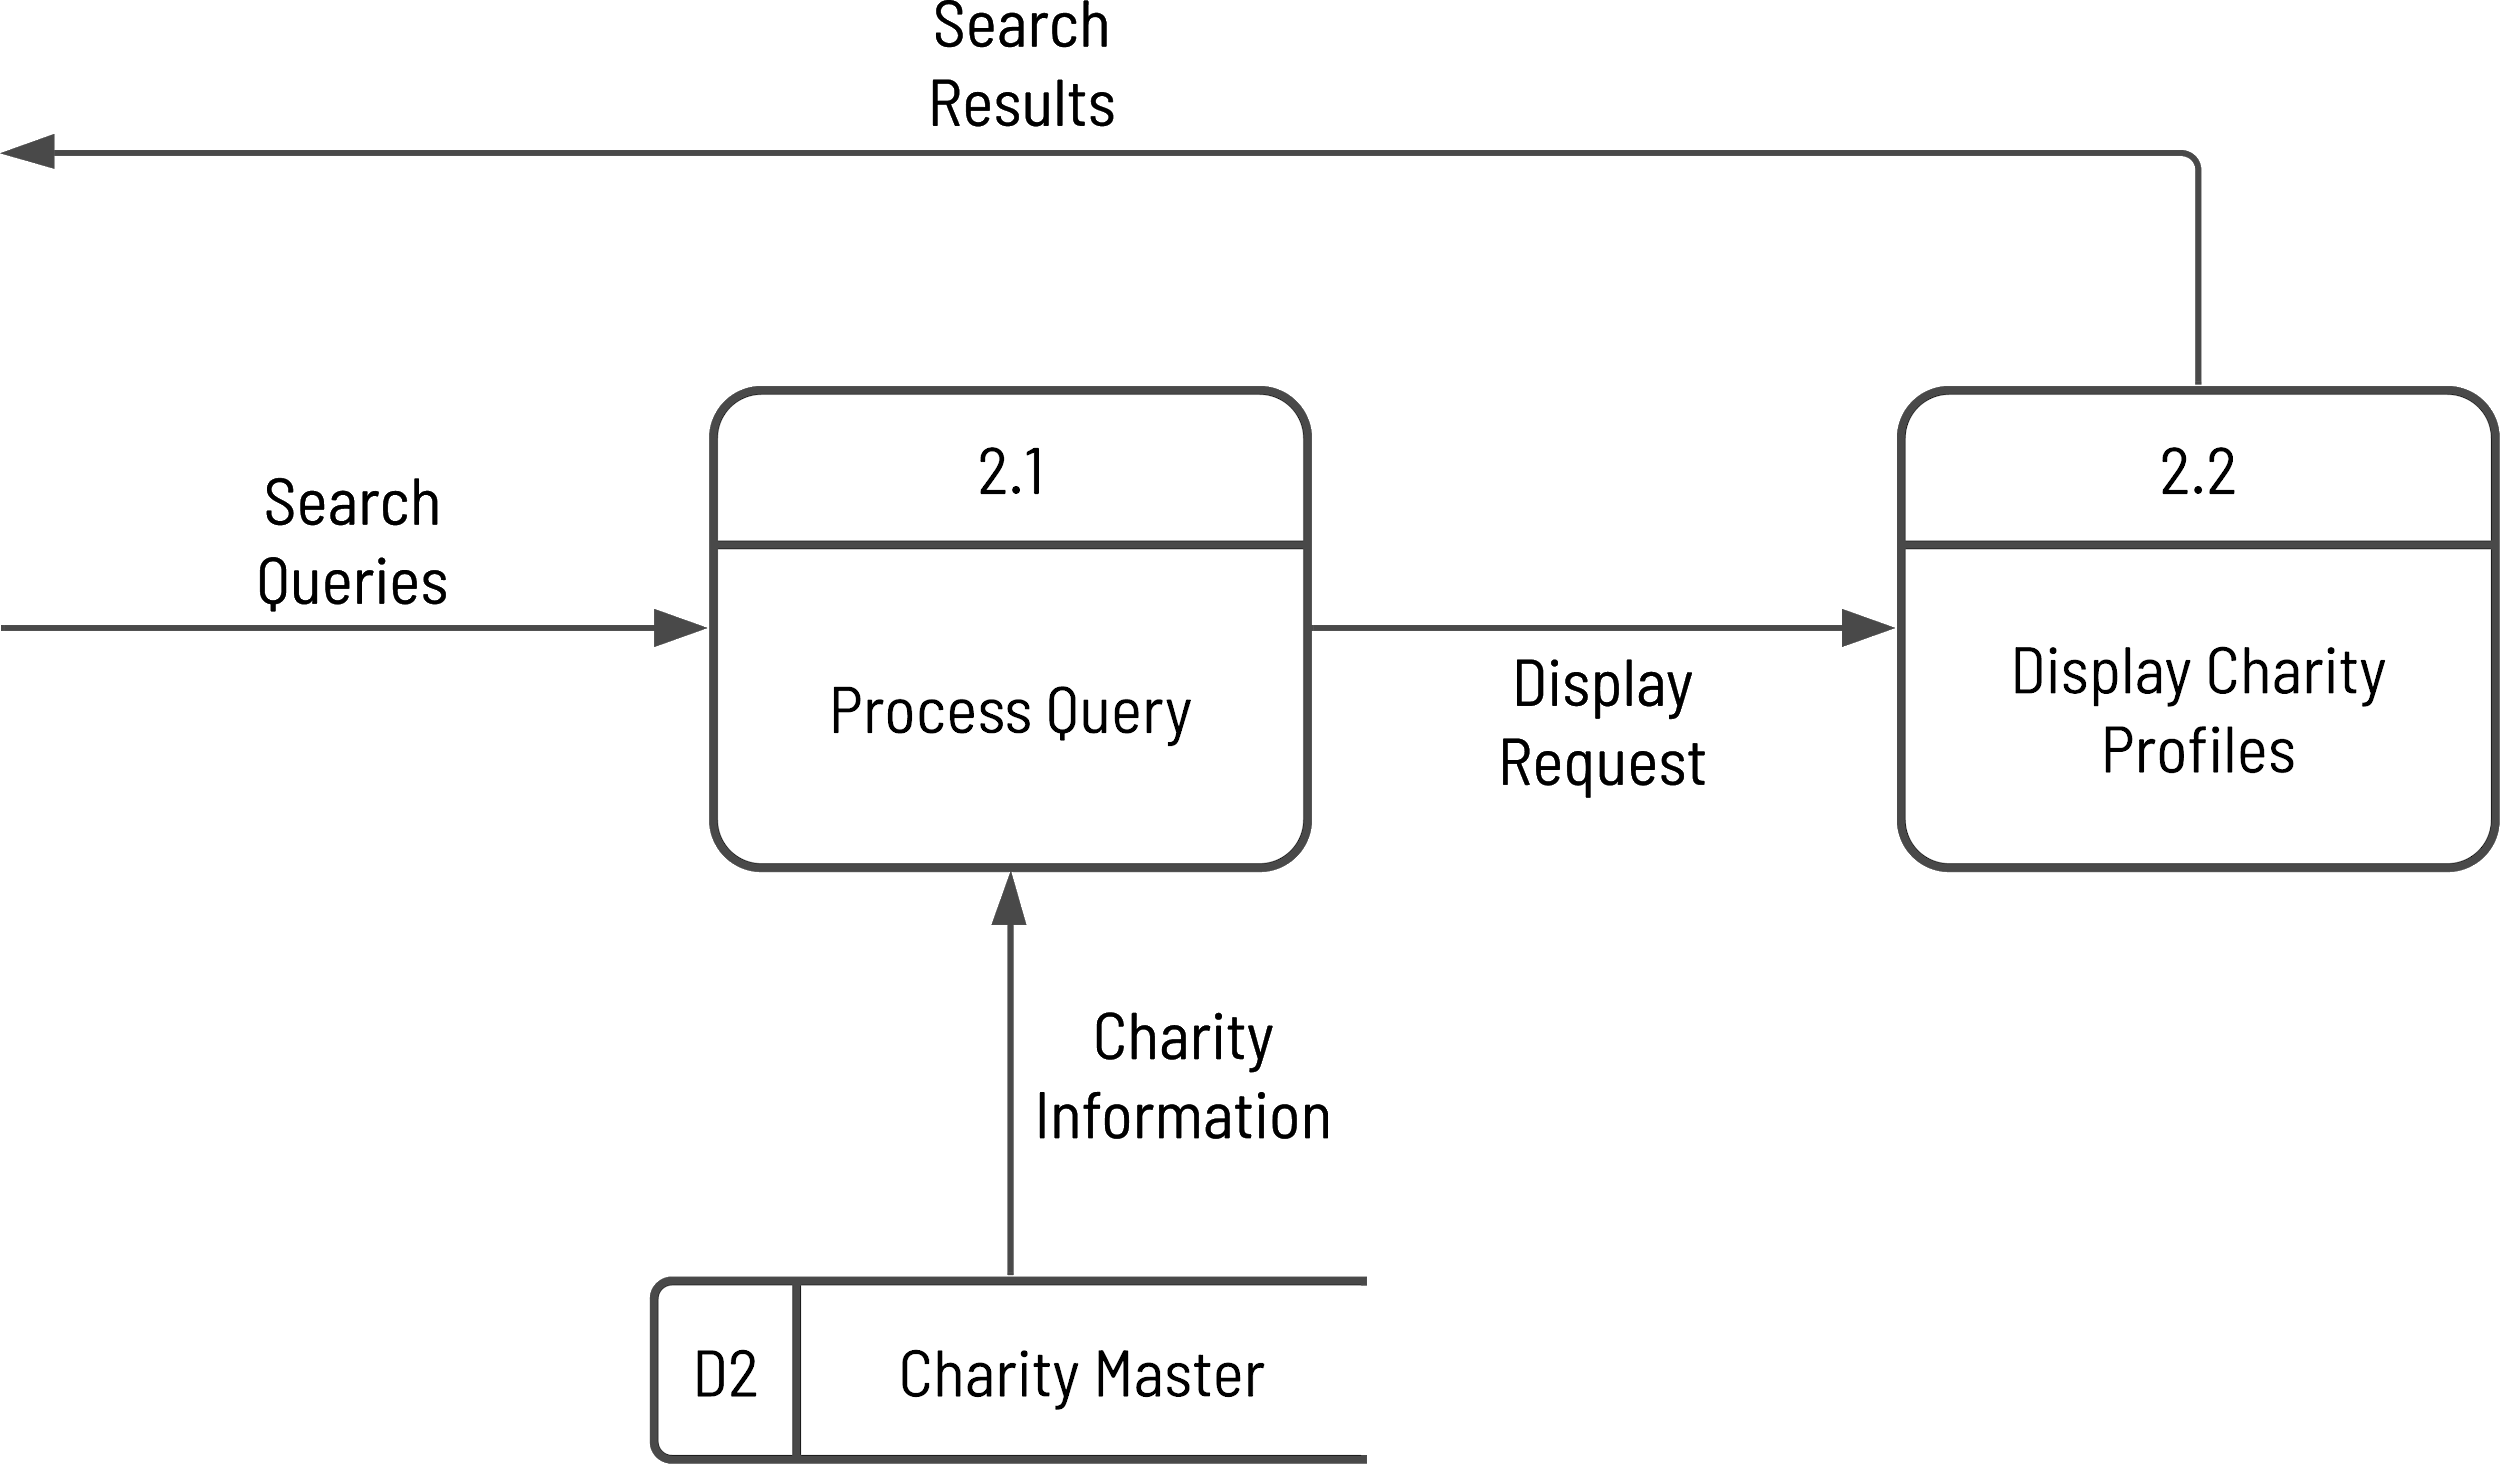 Search
Results
Search
Queries
2.1
Process Query
Display
Request
2.2
Display Charity
Profiles
Charity
Information
D2
Charity Master